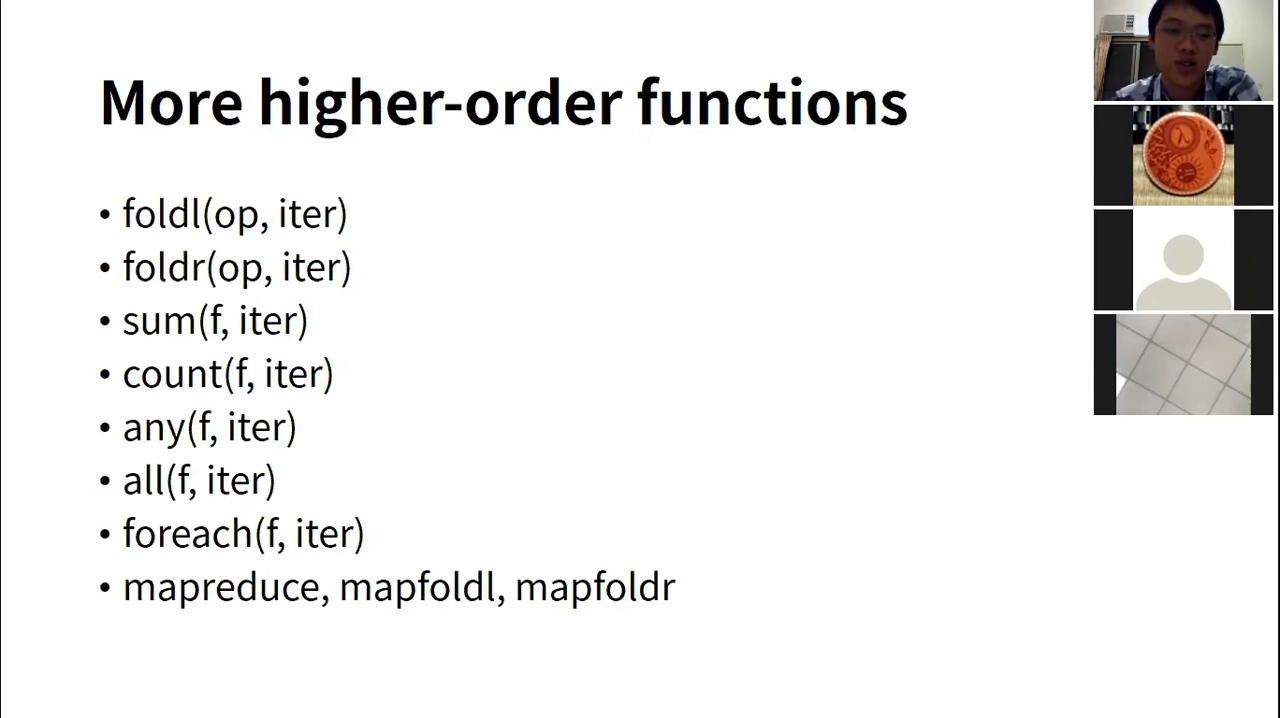 More higher-order functions
• foldl(op, iter)
• foldr(op, iter)
• sum(f, iter)
• count(f, iter)
• any(f, iter)
• all(f, iter)
• foreach(f, iter)
• mapreduce, mapfoldl, mapfoldr
λ